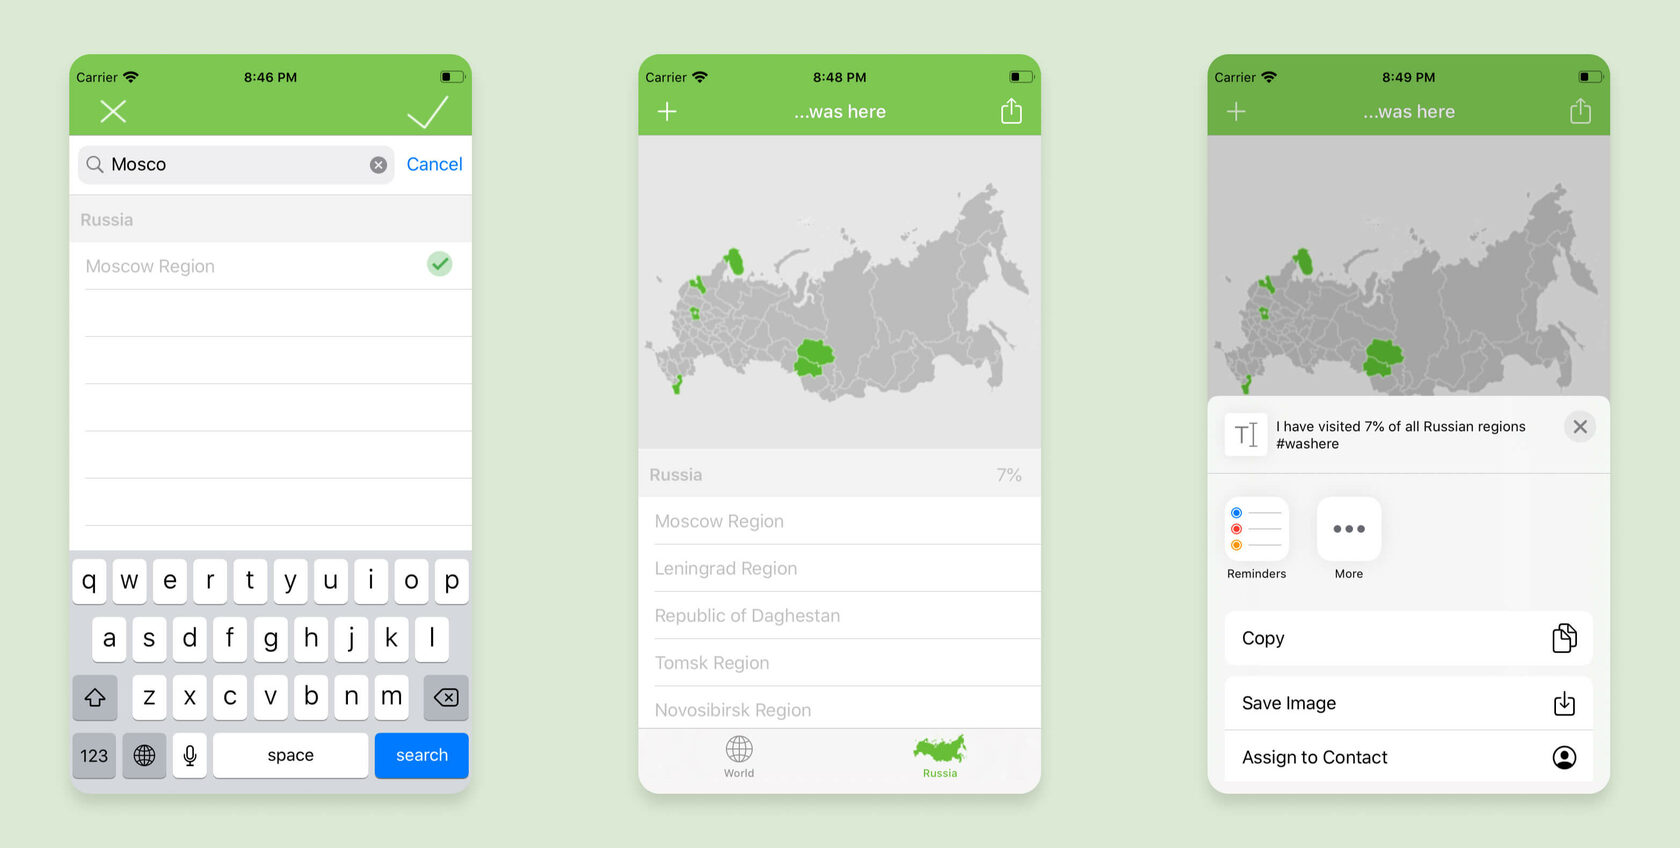 Carrier 8:46 PM
Mosco Cancel
Russia
Moscow Region
q w e r t y u i o p
a s d f g h j k l
z x c v b n m
123 space search
Carrier 8:48 PM
...was here
Russia 7%
Moscow Region
Leningrad Region
Republic of Daghestan
Tomsk Region
Novosibirsk Region
World Russia
Carrier 8:49 PM
...was here
T I have visited 7% of all Russian regions
#washere
Reminders More
Copy
Save Image
Assign to Contact